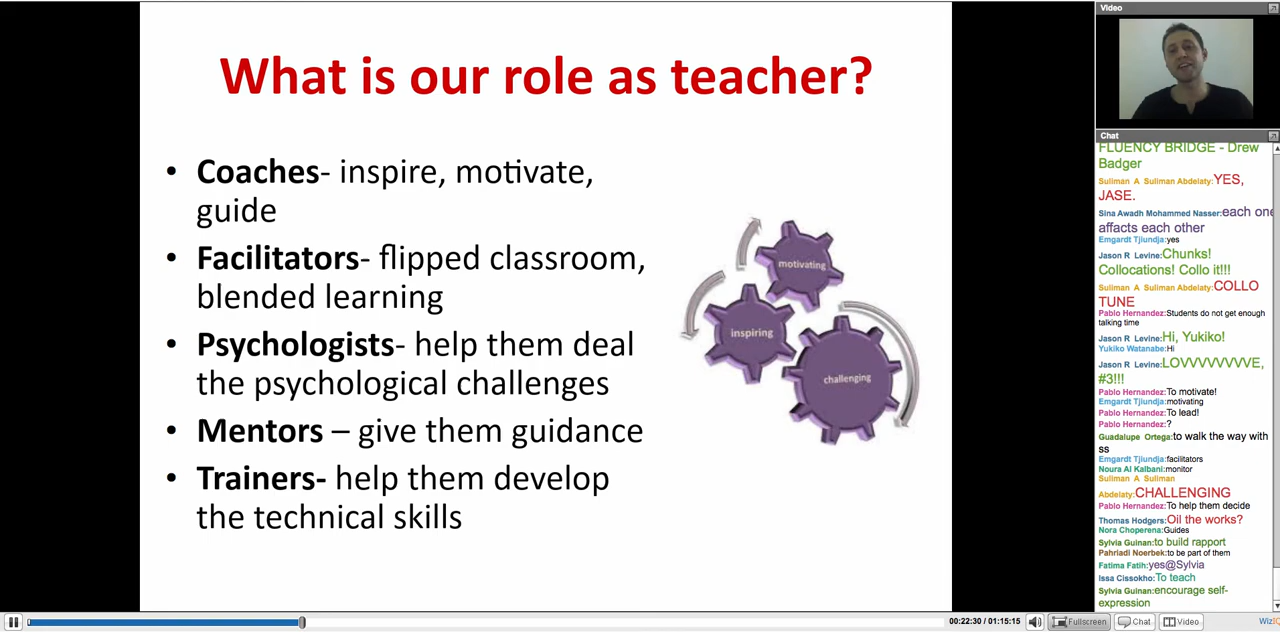 What is our role as teacher?
• Coaches- inspire, motivate,
guide
• Facilitators- flipped classroom,
blended learning
• Psychologists- help them deal
the psychological challenges
• Mentors – give them guidance
• Trainers- help them develop
the technical skills
motivating
inspiring
challenging
Video
Chat
FLUENCY BRIDGE - Drew
Badger
Suliman A Suliman Abdelaty:YES,
JASE.
Sina Awadh Mohammed Nasser:each one
affacts each other
Emgardt Tjiundja:yes
Jason R Levine:Chunks!
Collocations! Collo it!!!
Suliman A Suliman Abdelaty:COLLO
TUNE
Pablo Hernandez:Students do not get enough
talking time
Jason R Levine:Hi, Yukiko!
Yukiko Watanabe:Hi
Jason R Levine:LOVVVVVVVE,
#3!!!
Pablo Hernandez:To motivate!
Emgardt Tjiundja:motivating
Pablo Hernandez:To lead!
Pablo Hernandez:?
Guadalupe Ortega:to walk the way with
ss
Emgardt Tjiundja:facilitators
Noura Al Kalbani:monitor
Suliman A Suliman
Abdelaty:CHALLENGING
Pablo Hernandez:To help them decide
Thomas Hodgers:Oil the works?
Nora Choperena:Guides
Sylvia Guinan:to build rapport
Pahriadi Noerbek:to be part of them
Fatima Fatih:yes@Sylvia
Issa Cissokho:To teach
Sylvia Guinan:encourage self-
expression
00:22:30 / 01:15:15
Fullscreen
Chat
Video
WizIQ